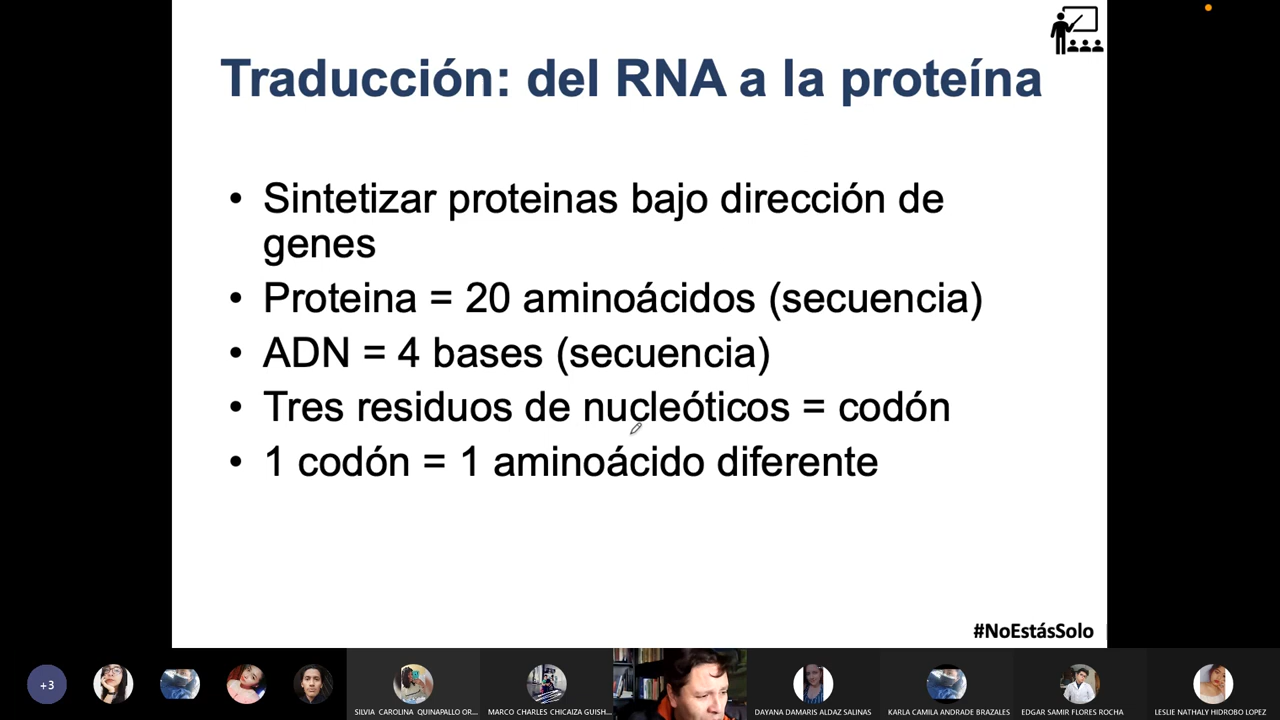 Traducción: del RNA a la proteína
• Sintetizar proteinas bajo dirección de
genes
• Proteina = 20 aminoácidos (secuencia)
• ADN = 4 bases (secuencia)
• Tres residuos de nucleóticos = codón
• 1 codón = 1 aminoácido diferente
#NoEstásSolo
+3
SILVIA CAROLINA QUINAPALLO OR...
MARCO CHARLES CHICAIZA GUISH...
DAYANA DAMARIS ALDAZ SALINAS
KARLA CAMILA ANDRADE BRAZALES
EDGAR SAMIR FLORES ROCHA
LESLIE NATHALY HIDROBO LOPEZ